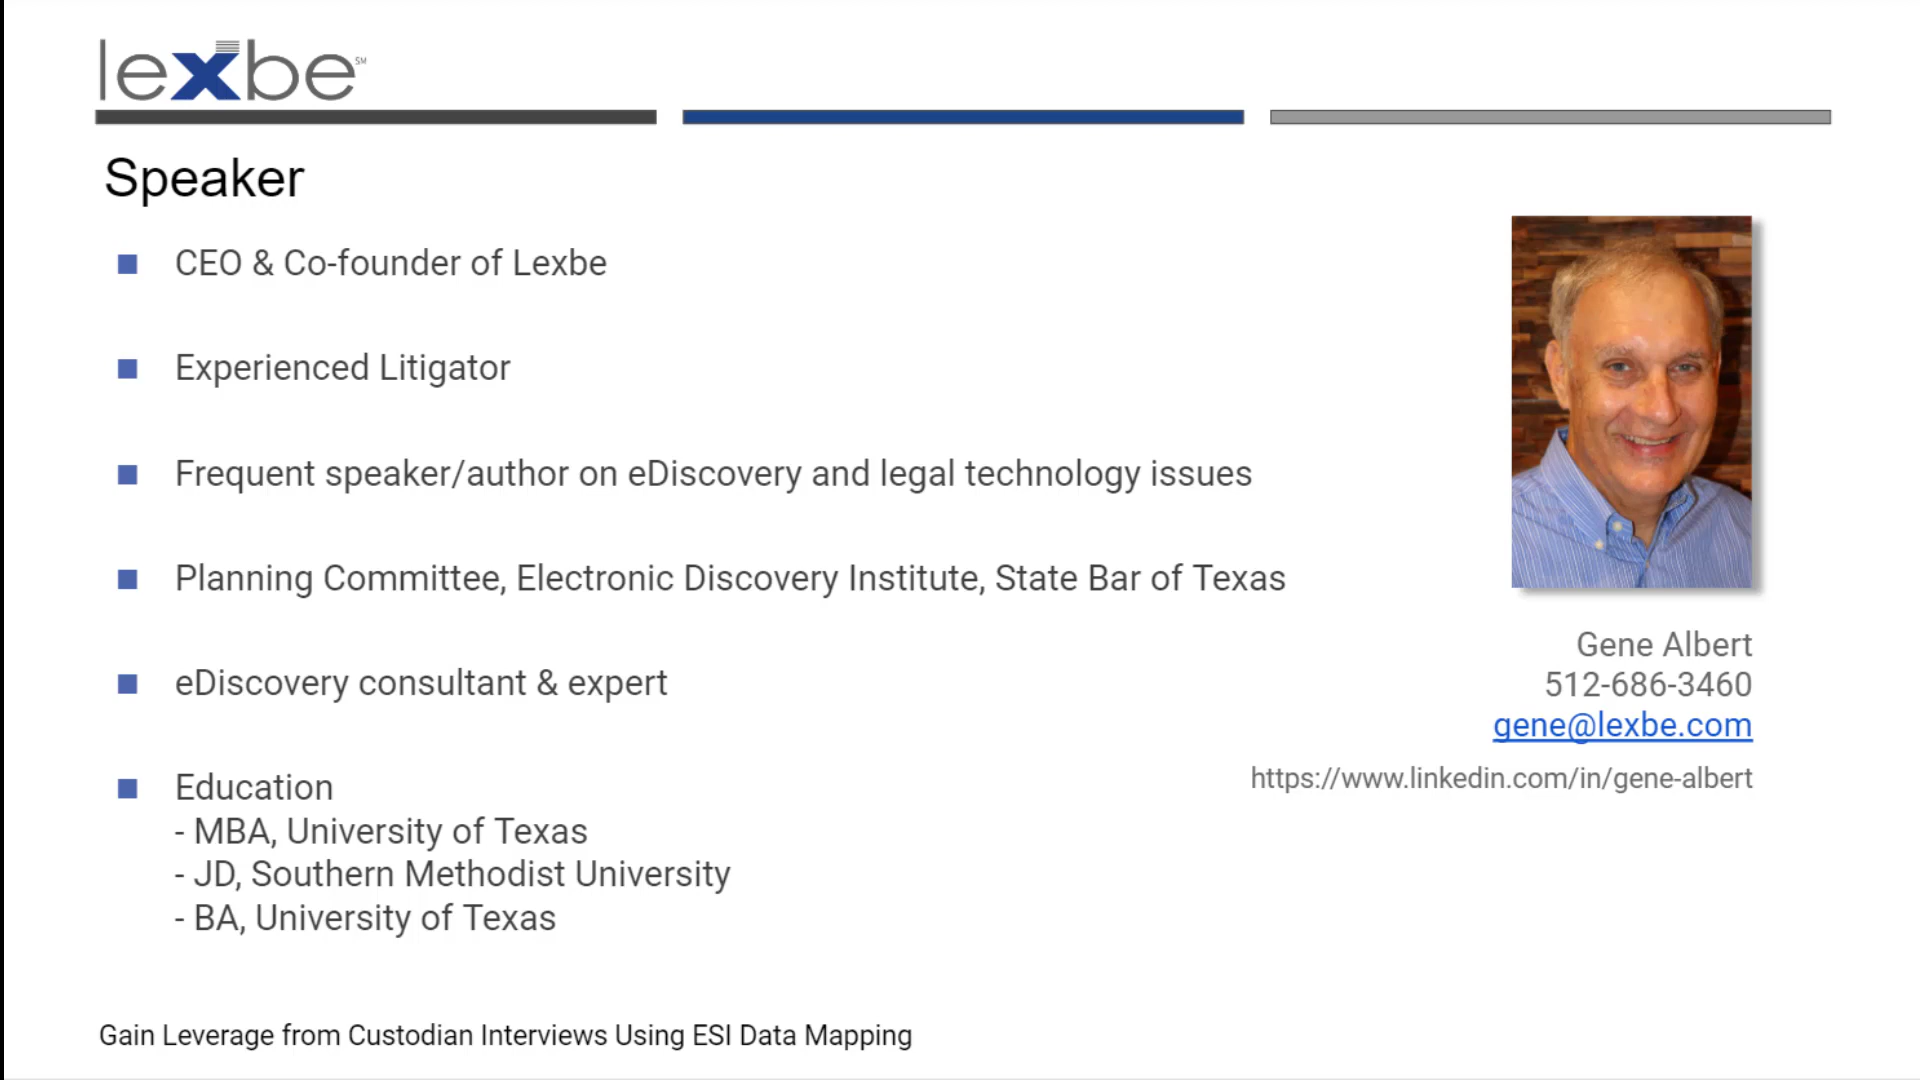 lexbe SM
Speaker
CEO & Co-founder of Lexbe
Experienced Litigator
Frequent speaker/author on eDiscovery and legal technology issues
Planning Committee, Electronic Discovery Institute, State Bar of Texas
eDiscovery consultant & expert
Education
- MBA, University of Texas
- JD, Southern Methodist University
- BA, University of Texas
Gene Albert
512-686-3460
gene@lexbe.com
https://www.linkedin.com/in/gene-albert
Gain Leverage from Custodian Interviews Using ESI Data Mapping